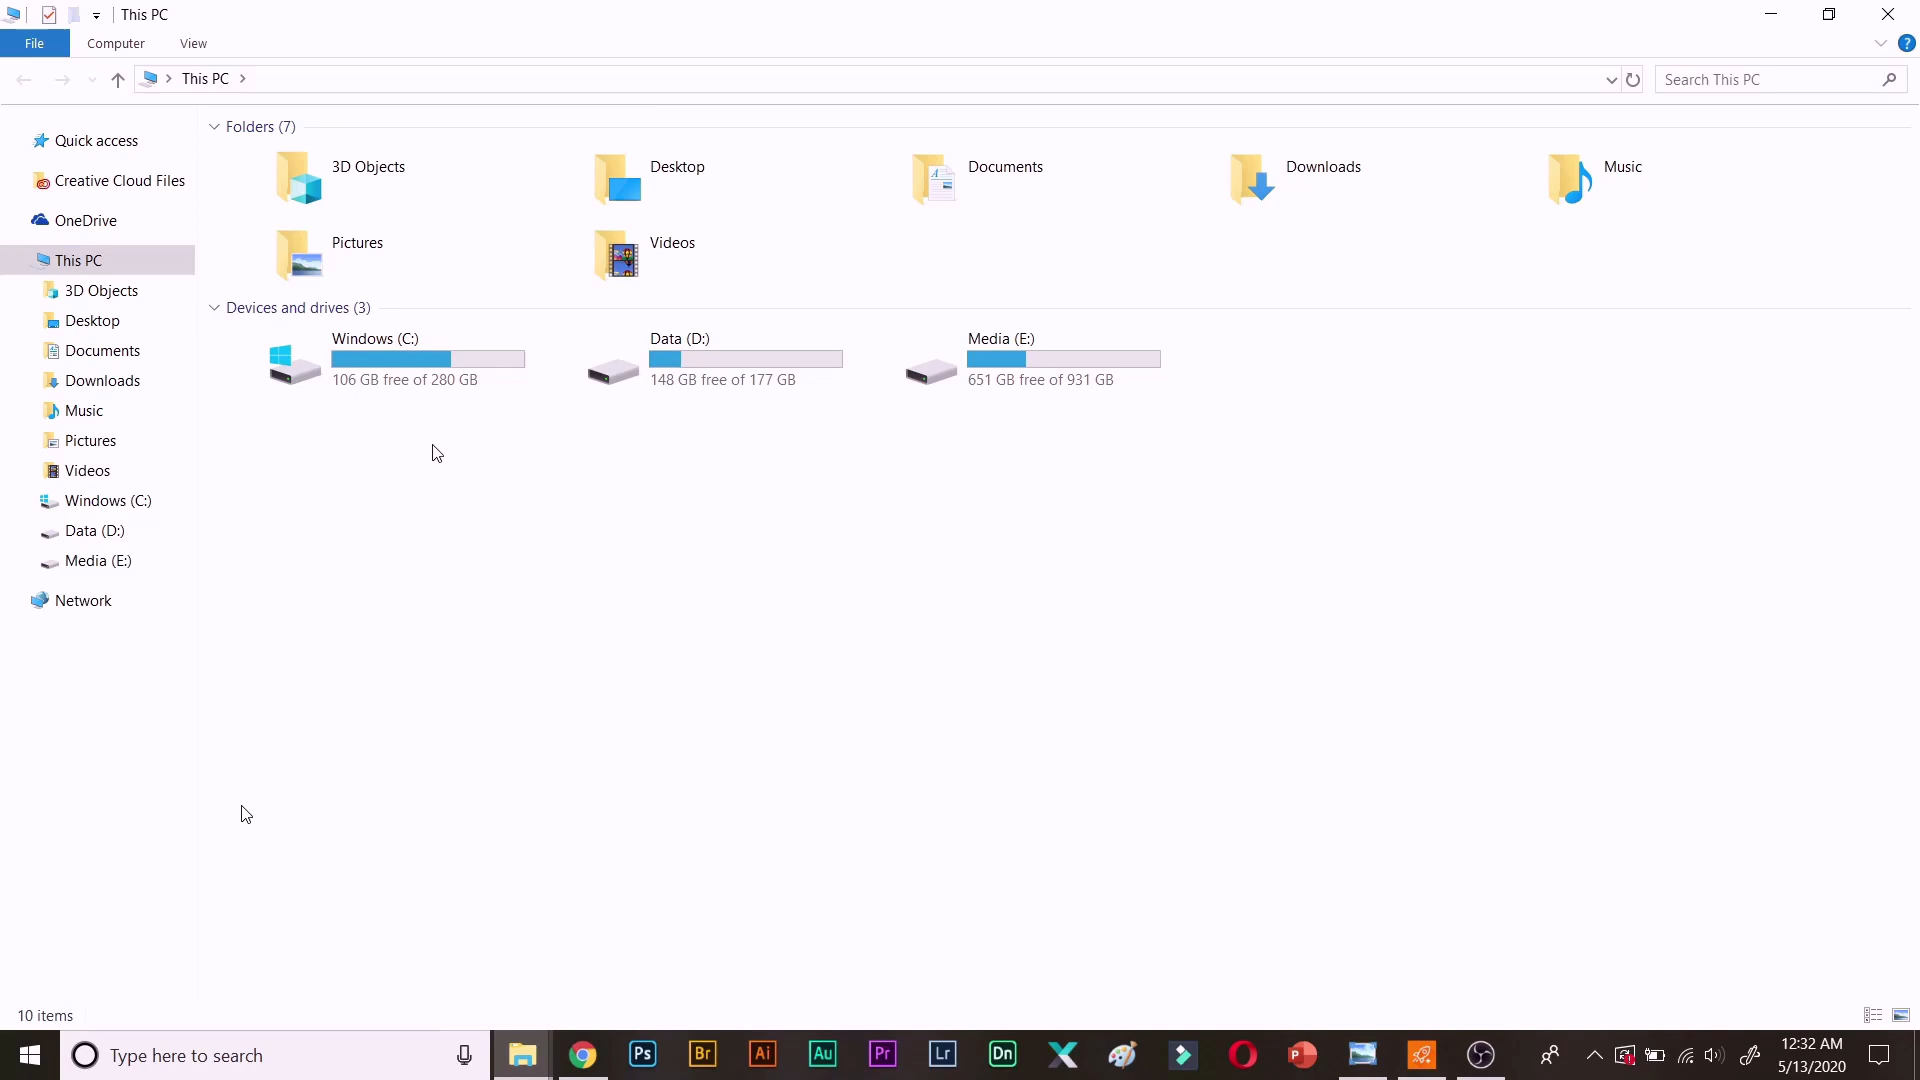 This PC
File
Computer
View
This PC
Search This PC
Quick access
Creative Cloud Files
OneDrive
This PC
3D Objects
Desktop
Documents
Downloads
Music
Pictures
Videos
Windows (C:)
Data (D:)
Media (E:)
Network
Folders (7)
3D Objects
Desktop
Documents
Downloads
Music
Pictures
Videos
Devices and drives (3)
Windows (C:)
106 GB free of 280 GB
Data (D:)
148 GB free of 177 GB
Media (E:)
651 GB free of 931 GB
10 items
Type here to search
Ps
Br
Ai
Au
Pr
Lr
Dn
12:32 AM
5/13/2020